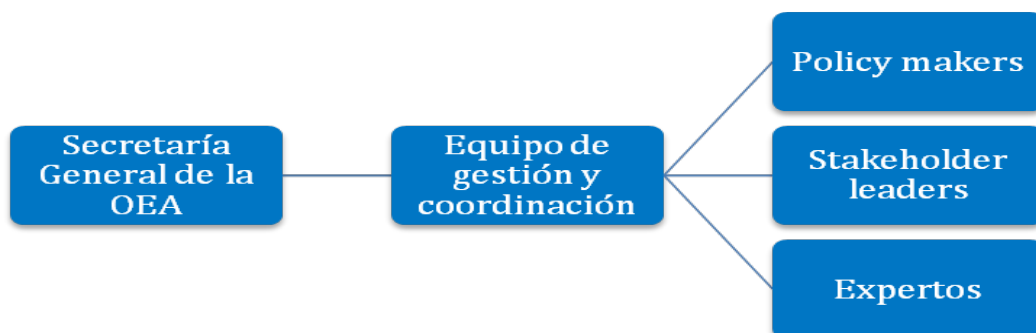 Secretaría
General de la
OEA
Equipo de
gestión y
coordinación
Policy makers
Stakeholder
leaders
Expertos